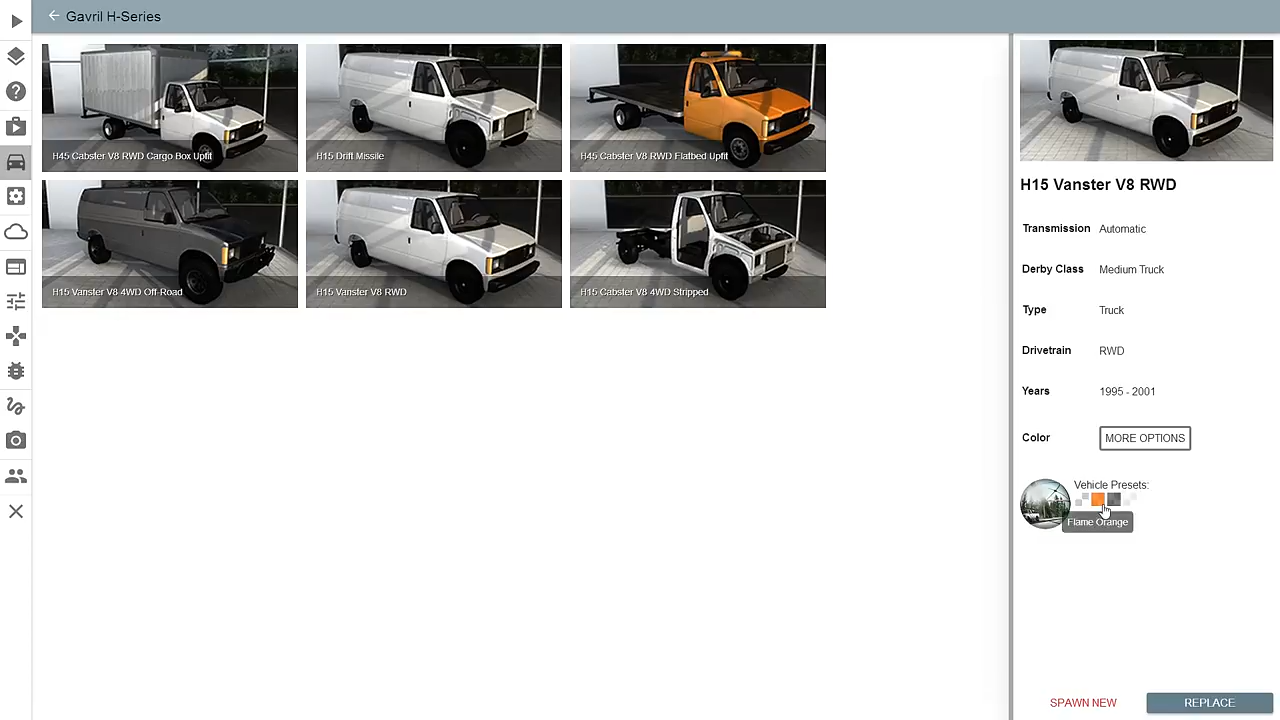 Gavril H-Series
H45 Cabster V8 RWD Cargo Box Upfit
H15 Drift Missile
H45 Cabster V8 RWD Flatbed Upfit
H15 Vanster V8 4WD Off-Road
H15 Vanster V8 RWD
H15 Cabster V8 4WD Stripped
H15 Vanster V8 RWD
Transmission Automatic
Derby Class Medium Truck
Type Truck
Drivetrain RWD
Years 1995 - 2001
Color MORE OPTIONS
Vehicle Presets:
Flame Orange
SPAWN NEW REPLACE